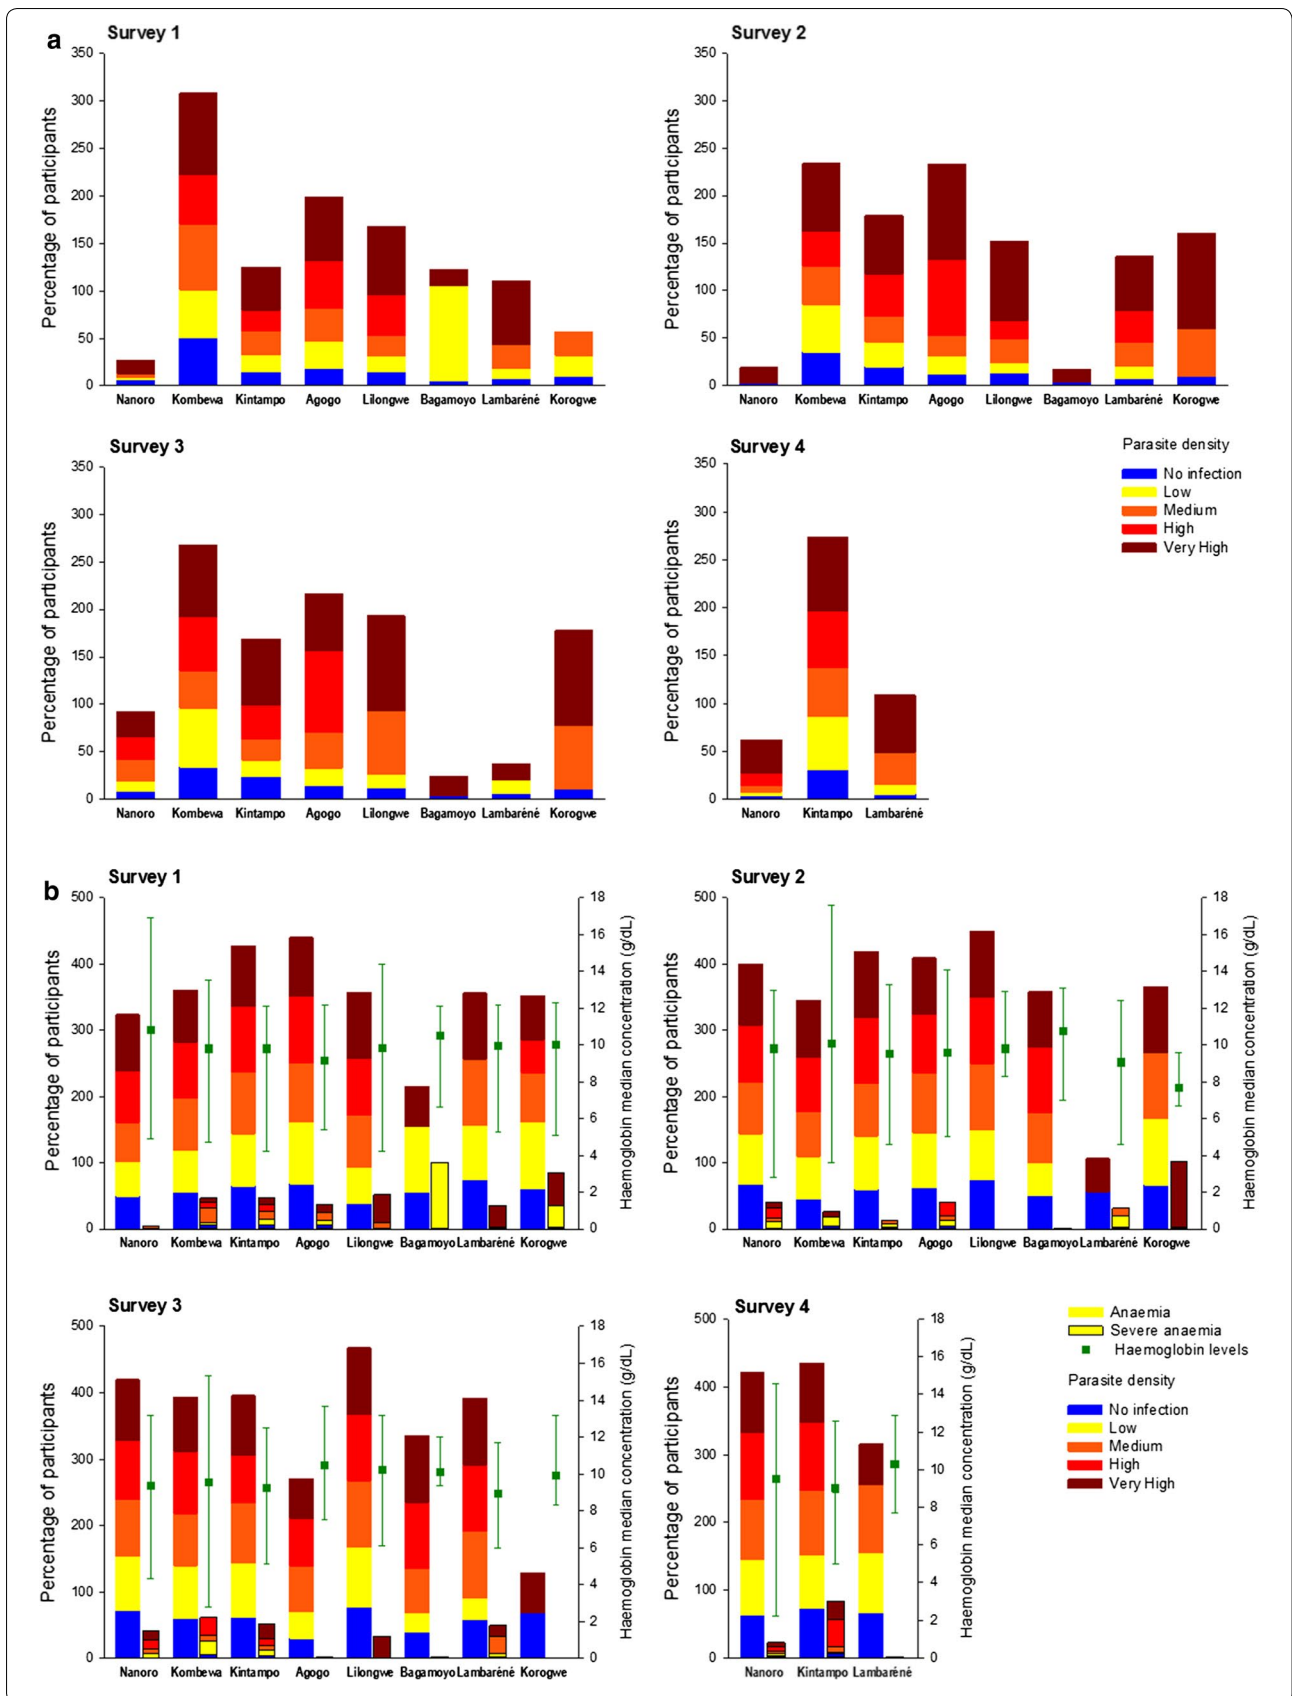 a
Survey 1
Percentage of participants
350
300
250
200
150
100
50
0
Nanoro Kombewa Kintampo Agogo Lilongwe Bagamoyo Lambaréné Korogwe
Survey 2
Percentage of participants
350
300
250
200
150
100
50
0
Nanoro Kombewa Kintampo Agogo Lilongwe Bagamoyo Lambaréné Korogwe
Survey 3
Percentage of participants
350
300
250
200
150
100
50
0
Nanoro Kombewa Kintampo Agogo Lilongwe Bagamoyo Lambaréné Korogwe
Survey 4
Percentage of participants
350
300
250
200
150
100
50
0
Nanoro Kintampo Lambaréné
Parasite density
No infection
Low
Medium
High
Very High
b
Survey 1
Percentage of participants
500
400
300
200
100
0
Nanoro Kombewa Kintampo Agogo Lilongwe Bagamoyo Lambaréné Korogwe
18
16
14
12
10
8
6
4
2
0
Haemoglobin median concentration (g/dL)
Survey 2
Percentage of participants
500
400
300
200
100
0
Nanoro Kombewa Kintampo Agogo Lilongwe Bagamoyo Lambaréné Korogwe
18
16
14
12
10
8
6
4
2
0
Haemoglobin median concentration (g/dL)
Survey 3
Percentage of participants
500
400
300
200
100
0
Nanoro Kombewa Kintampo Agogo Lilongwe Bagamoyo Lambaréné Korogwe
18
16
14
12
10
8
6
4
2
0
Haemoglobin median concentration (g/dL)
Survey 4
Percentage of participants
500
400
300
200
100
0
Nanoro Kintampo Lambaréné
18
16
14
12
10
8
6
4
2
0
Haemoglobin median concentration (g/dL)
Anaemia
Severe anaemia
Haemoglobin levels
Parasite density
No infection
Low
Medium
High
Very High